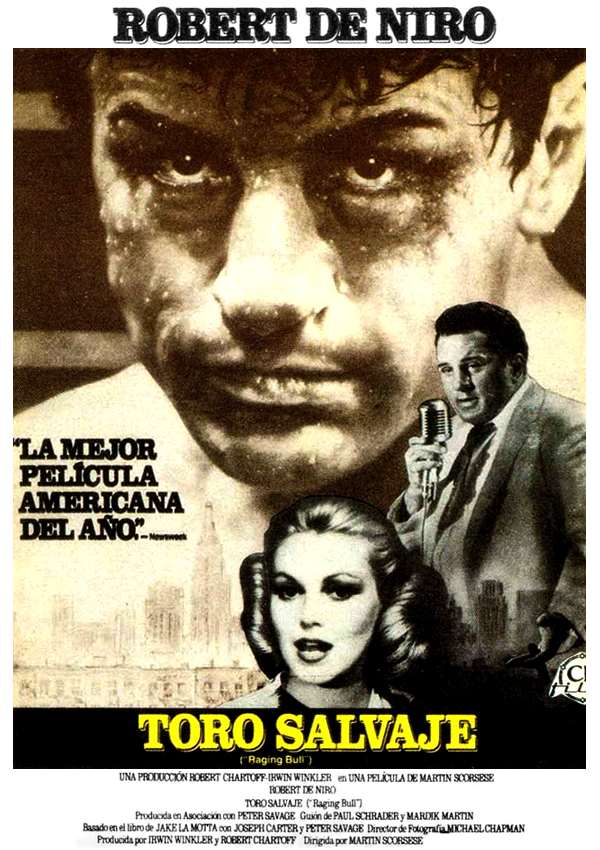 ROBERT DE NIRO
"LA MEJOR
PELÍCULA
AMERICANA
DEL AÑO." — Newsweek
TORO SALVAJE
("Raging Bull")
UNA PRODUCCIÓN ROBERT CHARTOFF-IRWIN WINKLER en UNA PELÍCULA DE MARTIN SCORSESE
ROBERT DE NIRO
TORO SALVAJE ("Raging Bull")
Producida en Asociación con PETER SAVAGE Guión de PAUL SCHRADER y MARDIK MARTIN
Basado en el libro de JAKE LA MOTTA con JOSEPH CARTER y PETER SAVAGE Director de Fotografía MICHAEL CHAPMAN
Producida por IRWIN WINKLER y ROBERT CHARTOFF Dirigida por MARTIN SCORSESE